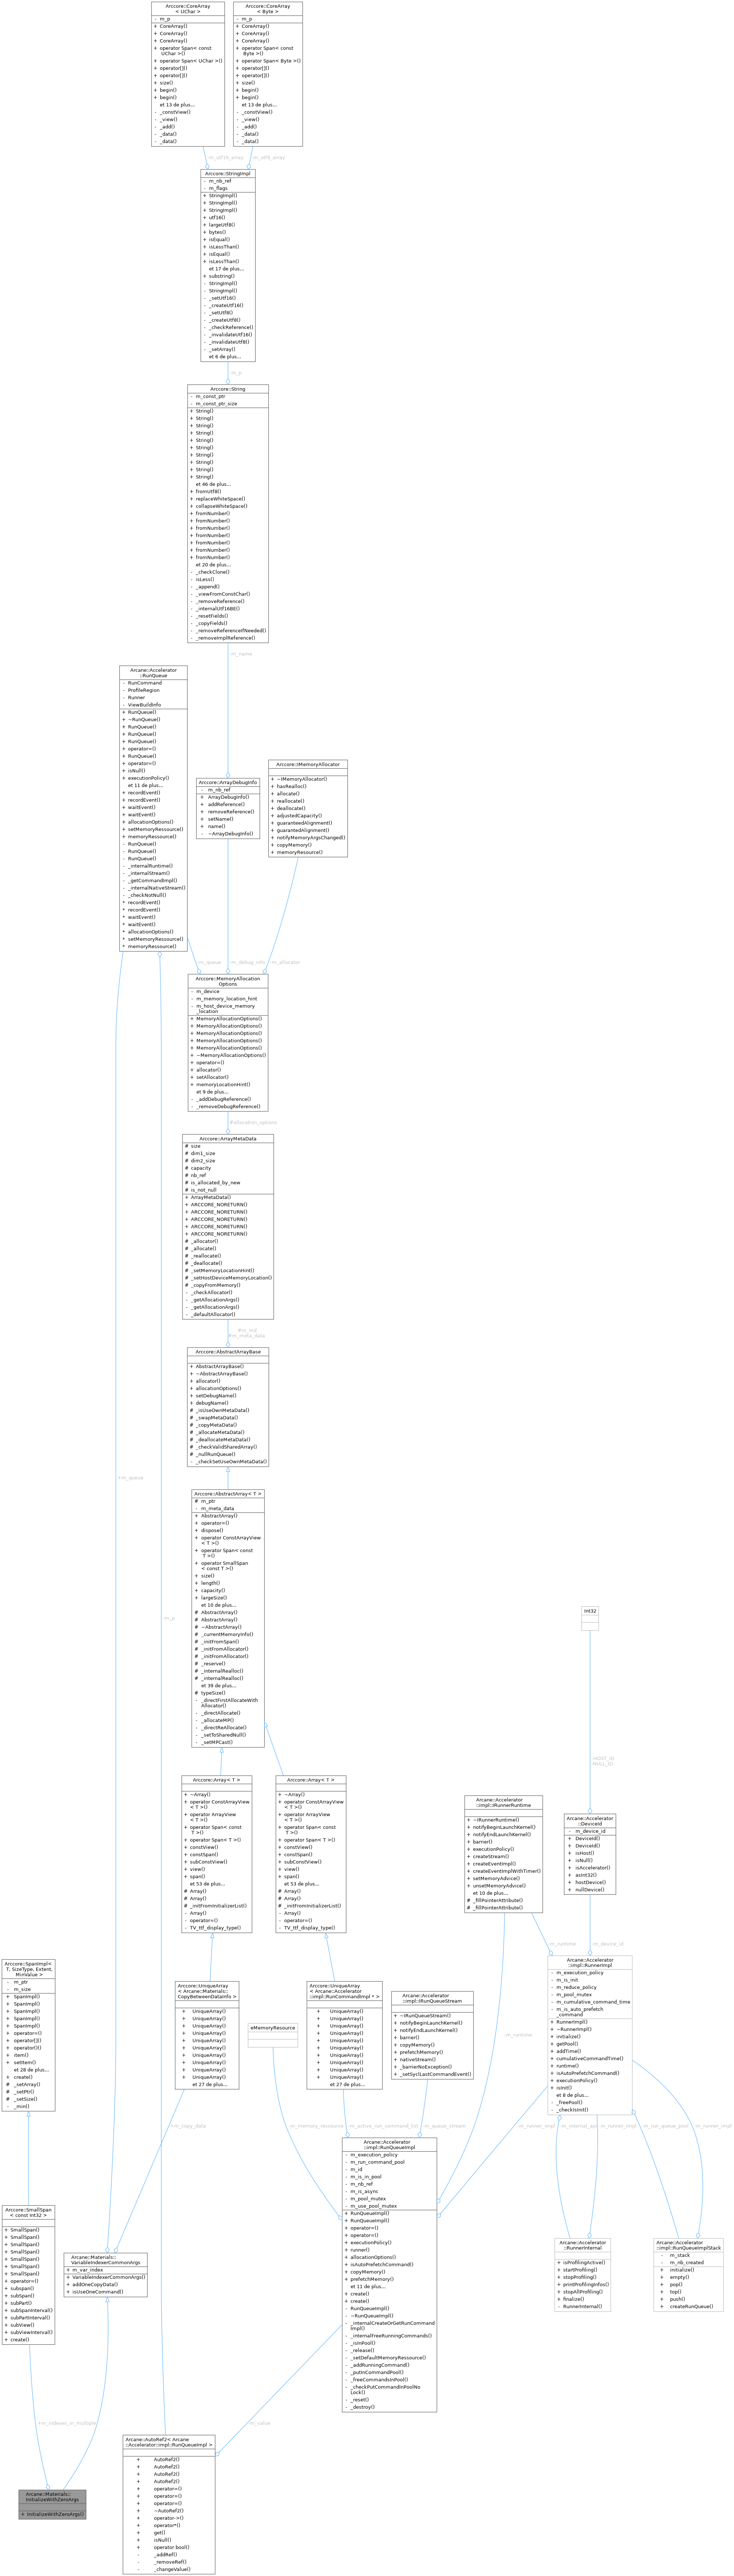 Arccore::CoreArray
< UChar >
- m_p
+ CoreArray()
+ CoreArray()
+ CoreArray()
+ operator Span< const
UChar >()
+ operator Span< UChar >()
+ operator[]()
+ operator[]()
+ size()
+ begin()
+ begin()
et 13 de plus...
- _constView()
- _view()
- _add()
- _data()
- _data()
Arccore::CoreArray
< Byte >
- m_p
+ CoreArray()
+ CoreArray()
+ CoreArray()
+ operator Span< const
Byte >()
+ operator Span< Byte >()
+ operator[]()
+ operator[]()
+ size()
+ begin()
+ begin()
et 13 de plus...
- _constView()
- _view()
- _add()
- _data()
- _data()
-m_utf16_array
-m_utf8_array
Arccore::StringImpl
- m_nb_ref
- m_flags
+ StringImpl()
+ StringImpl()
+ StringImpl()
+ utf16()
+ largeUtf8()
+ bytes()
+ isEqual()
+ isLessThan()
+ isEqual()
+ isLessThan()
et 17 de plus...
+ substring()
- StringImpl()
- StringImpl()
- _setUtf16()
- _createUtf16()
- _setUtf8()
- _createUtf8()
- _checkReference()
- _invalidateUtf16()
- _invalidateUtf8()
- _setArray()
et 6 de plus...
-m_p
Arccore::String
- m_const_ptr
- m_const_ptr_size
+ String()
+ String()
+ String()
+ String()
+ String()
+ String()
+ String()
+ String()
+ String()
+ String()
et 46 de plus...
+ fromUtf8()
+ replaceWhiteSpace()
+ collapseWhiteSpace()
+ fromNumber()
+ fromNumber()
+ fromNumber()
+ fromNumber()
+ fromNumber()
+ fromNumber()
+ fromNumber()
et 20 de plus...
- _checkClone()
- isLess()
- _append()
- _viewFromConstChar()
- _removeReference()
- _internalUtf16BE()
- _resetFields()
- _copyFields()
- _removeReferenceIfNeeded()
- _removeImplReference()
-m_name
Arcane::Accelerator
::RunQueue
- RunCommand
- ProfileRegion
- Runner
- ViewBuildInfo
+ RunQueue()
+ ~RunQueue()
+ RunQueue()
+ RunQueue()
+ RunQueue()
+ operator=()
+ RunQueue()
+ operator=()
+ isNull()
+ executionPolicy()
et 11 de plus...
+ recordEvent()
+ recordEvent()
+ waitEvent()
+ waitEvent()
+ allocationOptions()
+ setMemoryRessource()
+ memoryRessource()
- RunQueue()
- RunQueue()
- RunQueue()
- _internalRuntime()
- _internalStream()
- _getCommandImpl()
- _internalNativeStream()
- _checkNotNull()
* recordEvent()
* recordEvent()
* waitEvent()
* waitEvent()
* allocationOptions()
* setMemoryRessource()
* memoryRessource()
Arccore::ArrayDebugInfo
- m_nb_ref
+ ArrayDebugInfo()
+ addReference()
+ removeReference()
+ setName()
+ name()
- ~ArrayDebugInfo()
Arccore::IMemoryAllocator
+ ~IMemoryAllocator()
+ hasRealloc()
+ allocate()
+ reallocate()
+ deallocate()
+ adjustedCapacity()
+ guaranteedAlignment()
+ guarantedAlignment()
+ notifyMemoryArgsChanged()
+ copyMemory()
+ memoryResource()
-m_queue
-m_debug_info
-m_allocator
Arccore::MemoryAllocation
Options
- m_device
- m_memory_location_hint
- m_host_device_memory
_location
+ MemoryAllocationOptions()
+ MemoryAllocationOptions()
+ MemoryAllocationOptions()
+ MemoryAllocationOptions()
+ MemoryAllocationOptions()
+ ~MemoryAllocationOptions()
+ operator=()
+ allocator()
+ setAllocator()
+ memoryLocationHint()
et 9 de plus...
- _addDebugReference()
- _removeDebugReference()
#allocation_options
Arccore::ArrayMetaData
# size
# dim1_size
# dim2_size
# capacity
# nb_ref
# is_allocated_by_new
# is_not_null
+ ArrayMetaData()
+ ARCCORE_NORETURN()
+ ARCCORE_NORETURN()
+ ARCCORE_NORETURN()
+ ARCCORE_NORETURN()
+ ARCCORE_NORETURN()
# _allocator()
# _allocate()
# _reallocate()
# _deallocate()
# _setMemoryLocationHint()
# _setHostDeviceMemoryLocation()
# _copyFromMemory()
- _checkAllocator()
- _getAllocationArgs()
- _getAllocationArgs()
- _defaultAllocator()
#m_md
#m_meta_data
Arccore::AbstractArrayBase
+ AbstractArrayBase()
+ ~AbstractArrayBase()
+ allocator()
+ allocationOptions()
+ setDebugName()
+ debugName()
# _isUseOwnMetaData()
# _swapMetaData()
# _copyMetaData()
# _allocateMetaData()
# _deallocateMetaData()
# _checkValidSharedArray()
# _nullRunQueue()
- _checkSetUseOwnMetaData()
+m_queue
Arccore::AbstractArray< T >
# m_ptr
- m_meta_data
+ AbstractArray()
+ operator=()
+ dispose()
+ operator ConstArrayView
< T >()
+ operator Span< const
T >()
+ operator SmallSpan
< const T >()
+ size()
+ length()
+ capacity()
+ largeSize()
et 10 de plus...
# AbstractArray()
# AbstractArray()
# ~AbstractArray()
# _currentMemoryInfo()
# _initFromSpan()
# _initFromAllocator()
# _initFromAllocator()
# _reserve()
# _internalRealloc()
# _internalRealloc()
et 39 de plus...
# typeSize()
- _directFirstAllocateWith
Allocator()
- _directAllocate()
- _allocateMP()
- _directReAllocate()
- _setToSharedNull()
- _setMPCast()
-m_p
Int32
+HOST_ID
+NULL_ID
Arccore::Array< T >
+ ~Array()
+ operator ConstArrayView
< T >()
+ operator ArrayView
< T >()
+ operator Span< const
T >()
+ operator Span< T >()
+ constView()
+ constSpan()
+ subConstView()
+ view()
+ span()
et 53 de plus...
# Array()
# Array()
# _initFromInitializerList()
- Array()
- operator=()
- TV_ttf_display_type()
Arccore::Array< T >
+ ~Array()
+ operator ConstArrayView
< T >()
+ operator ArrayView
< T >()
+ operator Span< const
T >()
+ operator Span< T >()
+ constView()
+ constSpan()
+ subConstView()
+ view()
+ span()
et 53 de plus...
# Array()
# Array()
# _initFromInitializerList()
- Array()
- operator=()
- TV_ttf_display_type()
Arcane::Accelerator
::impl::IRunnerRuntime
+ ~IRunnerRuntime()
+ notifyBeginLaunchKernel()
+ notifyEndLaunchKernel()
+ barrier()
+ executionPolicy()
+ createStream()
+ createEventImpl()
+ createEventImplWithTimer()
+ setMemoryAdvice()
+ unsetMemoryAdvice()
et 10 de plus...
# _fillPointerAttribute()
# _fillPointerAttribute()
Arcane::Accelerator
::DeviceId
- m_device_id
+ DeviceId()
+ DeviceId()
+ isHost()
+ isNull()
+ isAccelerator()
+ asInt32()
+ hostDevice()
+ nullDevice()
-m_runtime
-m_device_id
Arccore::SpanImpl<
T, SizeType, Extent,
MinValue >
- m_ptr
- m_size
+ SpanImpl()
+ SpanImpl()
+ SpanImpl()
+ SpanImpl()
+ SpanImpl()
+ operator=()
+ operator[]()
+ operator()()
+ item()
+ setItem()
et 28 de plus...
+ create()
# _setArray()
# _setPtr()
# _setSize()
- _min()
Arcane::UniqueArray
< Arcane::Materials::
CopyBetweenDataInfo >
+ UniqueArray()
+ UniqueArray()
+ UniqueArray()
+ UniqueArray()
+ UniqueArray()
+ UniqueArray()
+ UniqueArray()
+ UniqueArray()
+ UniqueArray()
+ UniqueArray()
et 27 de plus...
eMemoryResource
Arcane::UniqueArray
< Arcane::Accelerator
::impl::RunCommandImpl * >
+ UniqueArray()
+ UniqueArray()
+ UniqueArray()
+ UniqueArray()
+ UniqueArray()
+ UniqueArray()
+ UniqueArray()
+ UniqueArray()
+ UniqueArray()
+ UniqueArray()
et 27 de plus...
Arcane::Accelerator
::impl::IRunQueueStream
+ ~IRunQueueStream()
+ notifyBeginLaunchKernel()
+ notifyEndLaunchKernel()
+ barrier()
+ copyMemory()
+ prefetchMemory()
+ nativeStream()
+ _barrierNoException()
+ _setSyclLastCommandEvent()
-m_runtime
Arcane::Accelerator
::impl::RunnerImpl
- m_execution_policy
- m_is_init
- m_reduce_policy
- m_pool_mutex
- m_cumulative_command_time
- m_is_auto_prefetch
_command
+ RunnerImpl()
+ ~RunnerImpl()
+ initialize()
+ getPool()
+ addTime()
+ cumulativeCommandTime()
+ runtime()
+ isAutoPrefetchCommand()
+ executionPolicy()
+ isInit()
et 8 de plus...
- _freePool()
- _checkIsInit()
+m_copy_data
-m_memory_ressource
-m_active_run_command_list
-m_queue_stream
-m_runner_impl
-m_internal_api
-m_runner_impl
-m_run_queue_pool
-m_runner_impl
Arcane::Accelerator
::impl::RunQueueImpl
- m_execution_policy
- m_run_command_pool
- m_id
- m_is_in_pool
- m_nb_ref
- m_is_async
- m_pool_mutex
- m_use_pool_mutex
+ RunQueueImpl()
+ RunQueueImpl()
+ operator=()
+ operator=()
+ executionPolicy()
+ runner()
+ allocationOptions()
+ isAutoPrefetchCommand()
+ copyMemory()
+ prefetchMemory()
et 11 de plus...
+ create()
+ create()
- RunQueueImpl()
- ~RunQueueImpl()
- _internalCreateOrGetRunCommand
Impl()
- _internalFreeRunningCommands()
- _isInPool()
- _release()
- _setDefaultMemoryRessource()
- _addRunningCommand()
- _putInCommandPool()
- _freeCommandsInPool()
- _checkPutCommandInPoolNo
Lock()
- _reset()
- _destroy()
Arccore::SmallSpan
< const Int32 >
+ SmallSpan()
+ SmallSpan()
+ SmallSpan()
+ SmallSpan()
+ SmallSpan()
+ SmallSpan()
+ SmallSpan()
+ operator=()
+ subspan()
+ subSpan()
+ subPart()
+ subSpanInterval()
+ subPartInterval()
+ subView()
+ subViewInterval()
+ create()
Arcane::Materials::
VariableIndexerCommonArgs
+ m_var_index
+ VariableIndexerCommonArgs()
+ addOneCopyData()
+ isUseOneCommand()
Arcane::Accelerator
::RunnerInternal
+ isProfilingActive()
+ startProfiling()
+ stopProfiling()
+ printProfilingInfos()
+ stopAllProfiling()
+ finalize()
- RunnerInternal()
Arcane::Accelerator
::impl::RunQueueImplStack
- m_stack
- m_nb_created
+ initialize()
+ empty()
+ pop()
+ top()
+ push()
+ createRunQueue()
+m_indexes_in_multiple
-m_value
Arcane::Materials::
InitializeWithZeroArgs
+ InitializeWithZeroArgs()
Arcane::AutoRef2< Arcane
::Accelerator::impl::RunQueueImpl >
+ AutoRef2()
+ AutoRef2()
+ AutoRef2()
+ AutoRef2()
+ operator=()
+ operator=()
+ operator=()
+ ~AutoRef2()
+ operator->()
+ operator*()
+ get()
+ isNull()
+ operator bool()
- _addRef()
- _removeRef()
- _changeValue()